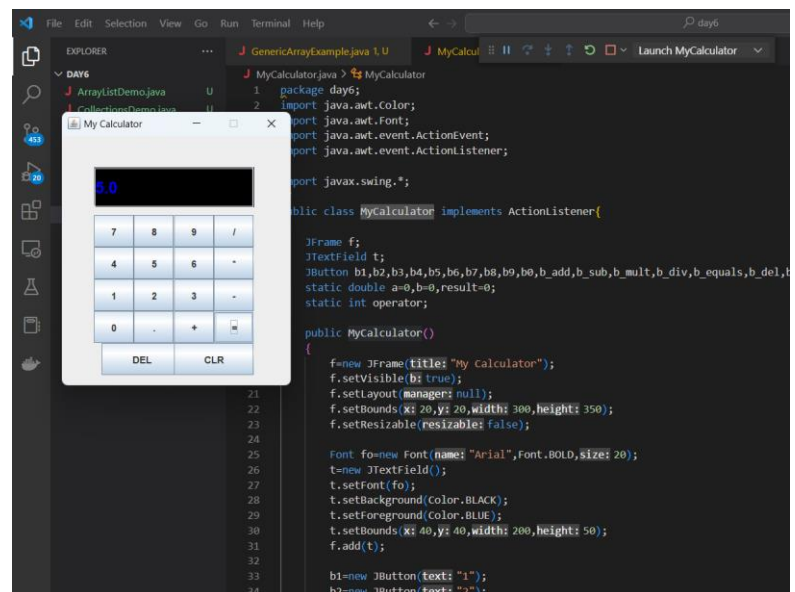 File Edit Selection View Go Run Terminal Help
day6
EXPLORER
GenericArrayExample.java 1, U
MyCalcul
Launch MyCalculator
DAY6
MyCalculator.java > MyCalculator
ArrayListDemo.java U
CollectionsDemo.java U
453
20
My Calculator
5.0
7 8 9 /
4 5 6 *
1 2 3 -
0 . + =
DEL CLR
1 package day6;
2 import java.awt.Color;
port java.awt.Font;
port java.awt.event.ActionEvent;
port java.awt.event.ActionListener;
port javax.swing.*;
blic class MyCalculator implements ActionListener{
JFrame f;
JTextField t;
JButton b1,b2,b3,b4,b5,b6,b7,b8,b9,b0,b_add,b_sub,b_mult,b_div,b_equals,b_del,b
static double a=0,b=0,result=0;
static int operator;
public MyCalculator()
{
f=new JFrame(title: "My Calculator");
f.setVisible(b: true);
21 f.setLayout(manager: null);
22 f.setBounds(x: 20,y: 20,width: 300,height: 350);
23 f.setResizable(resizable: false);
24
25 Font fo=new Font(name: "Arial",Font.BOLD,size: 20);
26 t=new JTextField();
27 t.setFont(fo);
28 t.setBackground(Color.BLACK);
29 t.setForeground(Color.BLUE);
30 t.setBounds(x: 40,y: 40,width: 200,height: 50);
31 f.add(t);
32
33 b1=new JButton(text: "1");
34 b2=new JButton(text: "2");